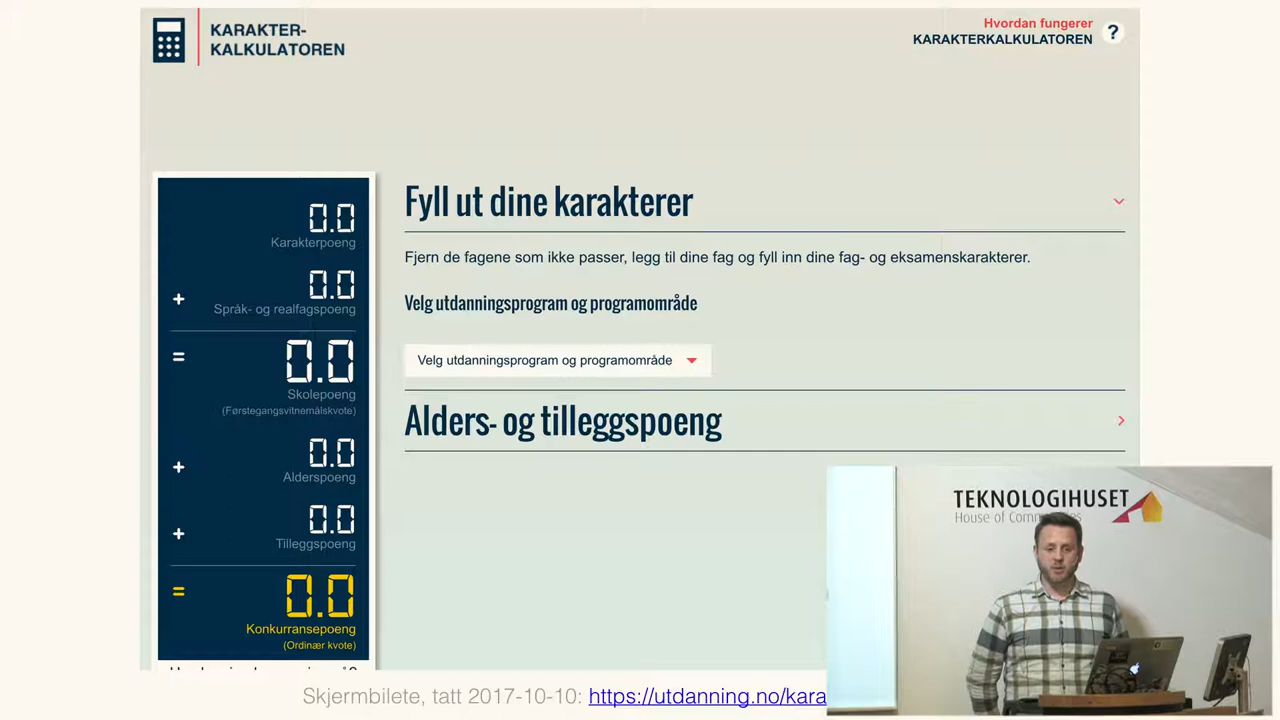 KARAKTER-
KALKULATOREN
Hvordan fungerer
KARAKTERKALKULATOREN
?
0.0
Karakterpoeng
+
0.0
Språk- og realfagspoeng
=
0.0
Skolepoeng
(Førstegangsvitnemålskvote)
+
0.0
Alderspoeng
+
0.0
Tilleggspoeng
=
0.0
Konkurransepoeng
(Ordinær kvote)
Fyll ut dine karakterer
Fjern de fagene som ikke passer, legg til dine fag og fyll inn dine fag- og eksamenskarakterer.
Velg utdanningsprogram og programområde
Velg utdanningsprogram og programområde
Alders- og tilleggspoeng
TEKNOLOGIHUSET
House of Com
Skjermbilete, tatt 2017-10-10: https://utdanning.no/kara